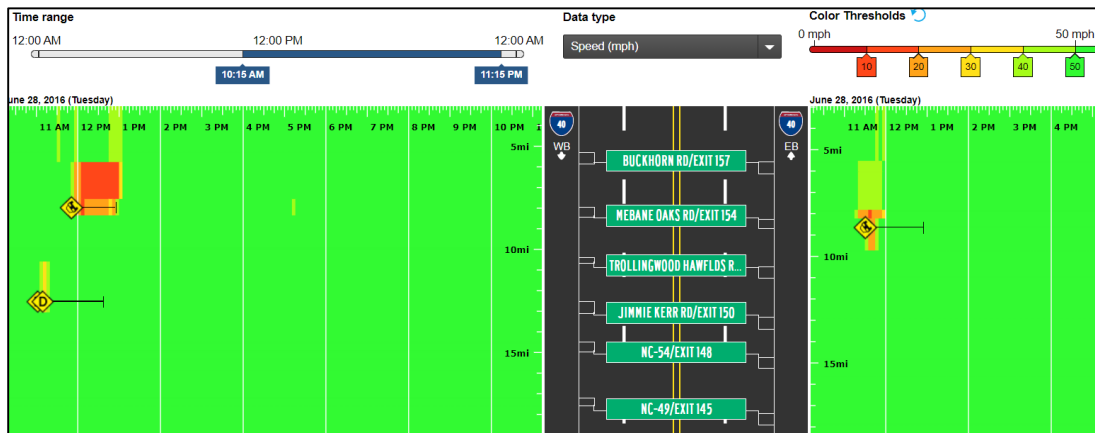 Time range
12:00 AM 12:00 PM 12:00 AM
10:15 AM 11:15 PM
Data type
Speed (mph)
Color Thresholds
0 mph 50 mph
10 20 30 40 50
une 28, 2016 (Tuesday)
11 AM 12 PM 1 PM 2 PM 3 PM 4 PM 5 PM 6 PM 7 PM 8 PM 9 PM 10 PM
5mi
10mi
15mi
D
40
WB
40
EB
BUCKHORN RD/EXIT 157
MEBANE OAKS RD/EXIT 154
TROLLINGWOOD HAWFLDS R...
JIMMIE KERR RD/EXIT 150
NC-54/EXIT 148
NC-49/EXIT 145
June 28, 2016 (Tuesday)
11 AM 12 PM 1 PM 2 PM 3 PM 4 PM
5mi
10mi
15mi